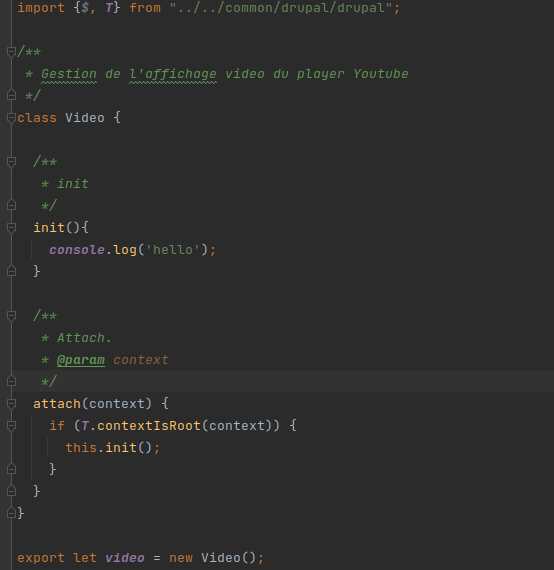 import {$, T} from "../../common/drupal/drupal";
/**
* Gestion de l'affichage video du player Youtube
*/
class Video {
/**
* init
*/
init(){
console.log('hello');
}
/**
* Attach.
* @param context
*/
attach(context) {
if (T.contextIsRoot(context)) {
this.init();
}
}
}
export let video = new Video();